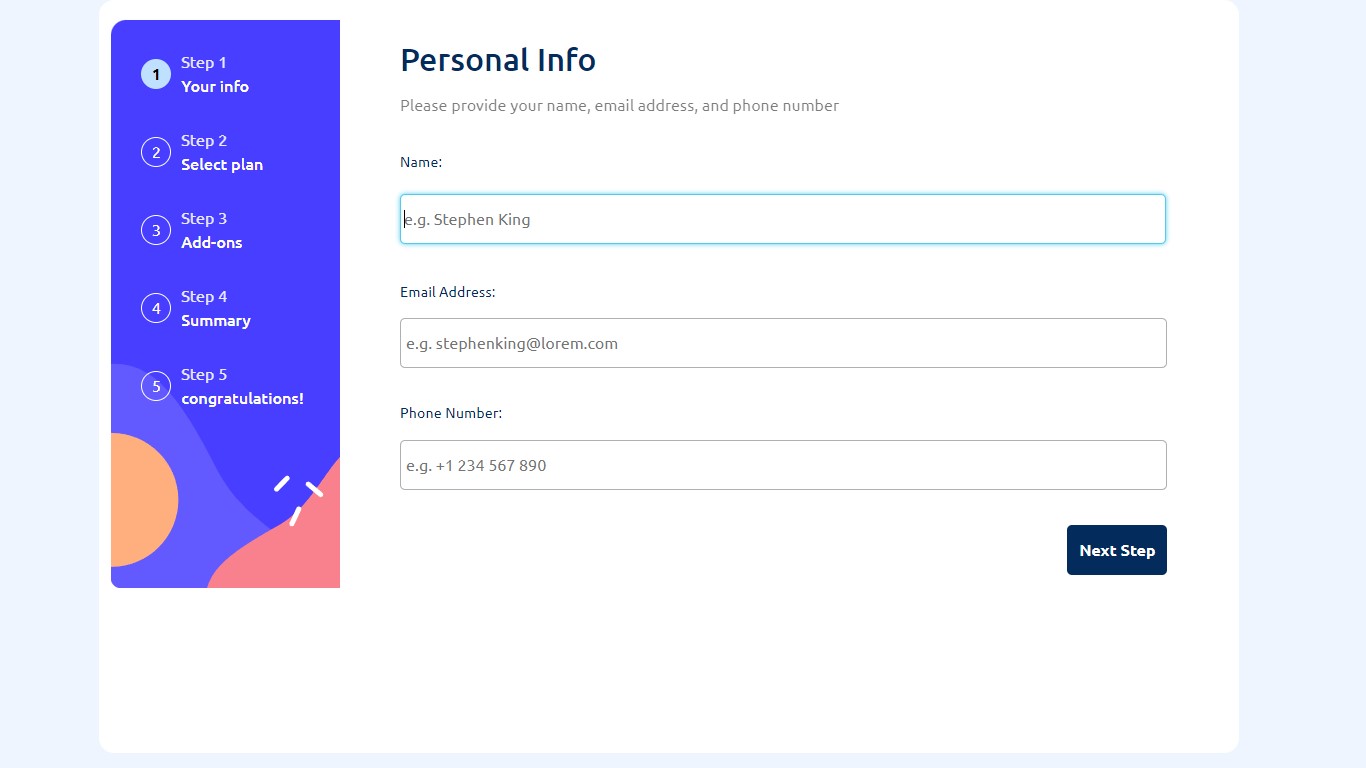 1
Step 1
Your info
2
Step 2
Select plan
3
Step 3
Add-ons
4
Step 4
Summary
5
Step 5
congratulations!
Personal Info
Please provide your name, email address, and phone number
Name:
e.g. Stephen King
Email Address:
e.g. stephenking@lorem.com
Phone Number:
e.g. +1 234 567 890
Next Step